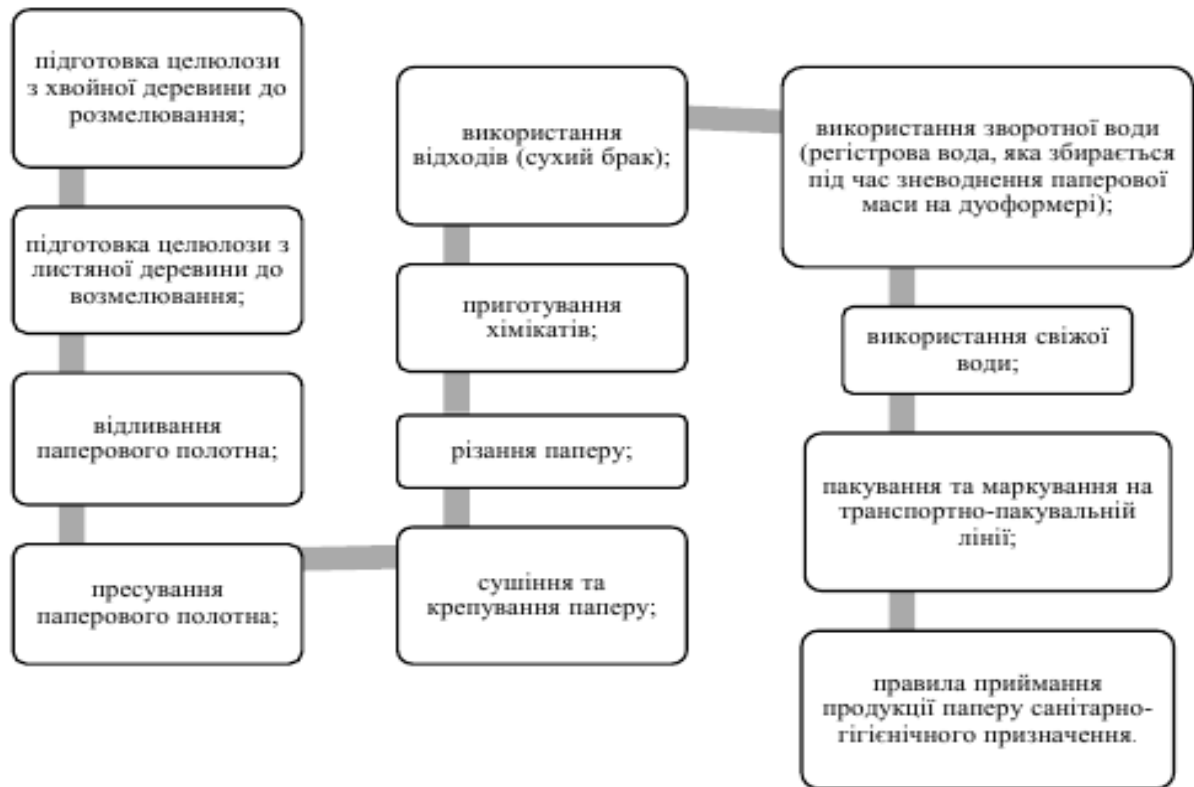 підготовка целюлози
з хвойної деревини до
розмелювання;
підготовка целюлози з
листяної деревини до
возмелювання;
відливання
паперового полотна;
пресування
паперового полотна;
сушіння та
крепування паперу;
різання паперу;
приготування
хімікатів;
використання
відходів (сухий брак);
використання зворотної води
(регістрова вода, яка збирається
під час зневоднення паперової
маси на дуоформері);
використання свіжої
води;
пакування та маркування на
транспортно-пакувальній
лінії;
правила приймання
продукції паперу санітарно-
гігієнічного призначення.